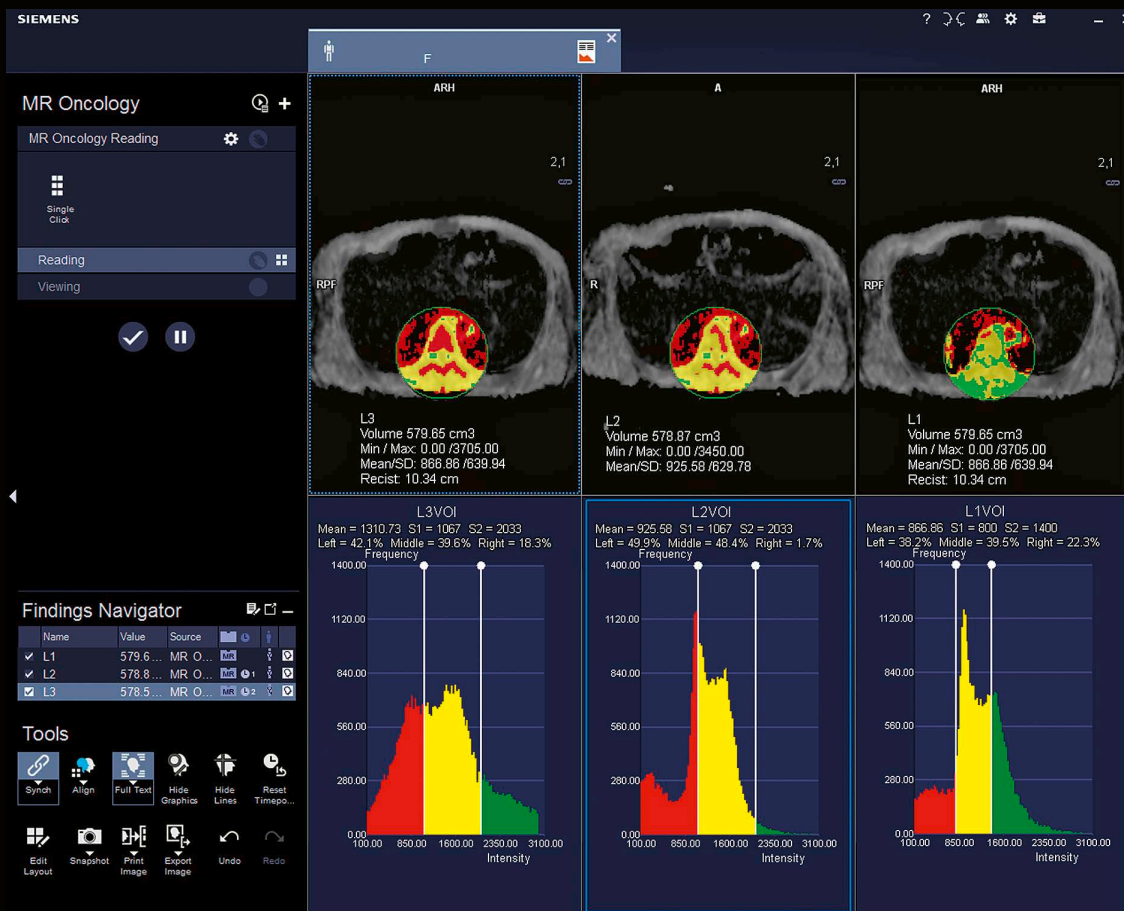 SIEMENS
?
F
MR Oncology
MR Oncology Reading
Single
Click
Reading
Viewing
ARH
2,1
RPF
L3
Volume 579.65 cm3
Min / Max: 0.00 /3705.00
Mean/SD: 866.86 /639.94
Recist: 10.34 cm
A
2,1
R
L2
Volume 578.87 cm3
Min / Max: 0.00 /3450.00
Mean/SD: 925.58 /629.78
ARH
2,1
RPF
L1
Volume 579.65 cm3
Min / Max: 0.00 /3705.00
Mean/SD: 866.86 /639.94
Recist: 10.34 cm
L3VOI
Mean = 1310.73 S1 = 1067 S2 = 2033
Left = 42.1% Middle = 39.6% Right = 18.3%
Frequency
1400.00
1120.00
840.00
560.00
280.00
0.00
100.00 850.00 1600.00 2350.00 3100.00
Intensity
L2VOI
Mean = 925.58 S1 = 1067 S2 = 2033
Left = 49.9% Middle = 48.4% Right = 1.7%
Frequency
1400.00
1120.00
840.00
560.00
280.00
0.00
100.00 850.00 1600.00 2350.00 3100.00
Intensity
L1VOI
Mean = 866.86 S1 = 800 S2 = 1400
Left = 38.2% Middle = 39.5% Right = 22.3%
Frequency
1400.00
1120.00
840.00
560.00
280.00
0.00
100.00 850.00 1600.00 2350.00 3100.00
Intensity
Findings Navigator
Name Value Source
L1 579.6... MR O... MR
L2 578.8... MR O... MR 1
L3 578.5... MR O... MR 2
Tools
Synch Align Full Text Hide Graphics Hide Lines Reset Timepo...
Edit Layout Snapshot Print Image Export Image Undo Redo